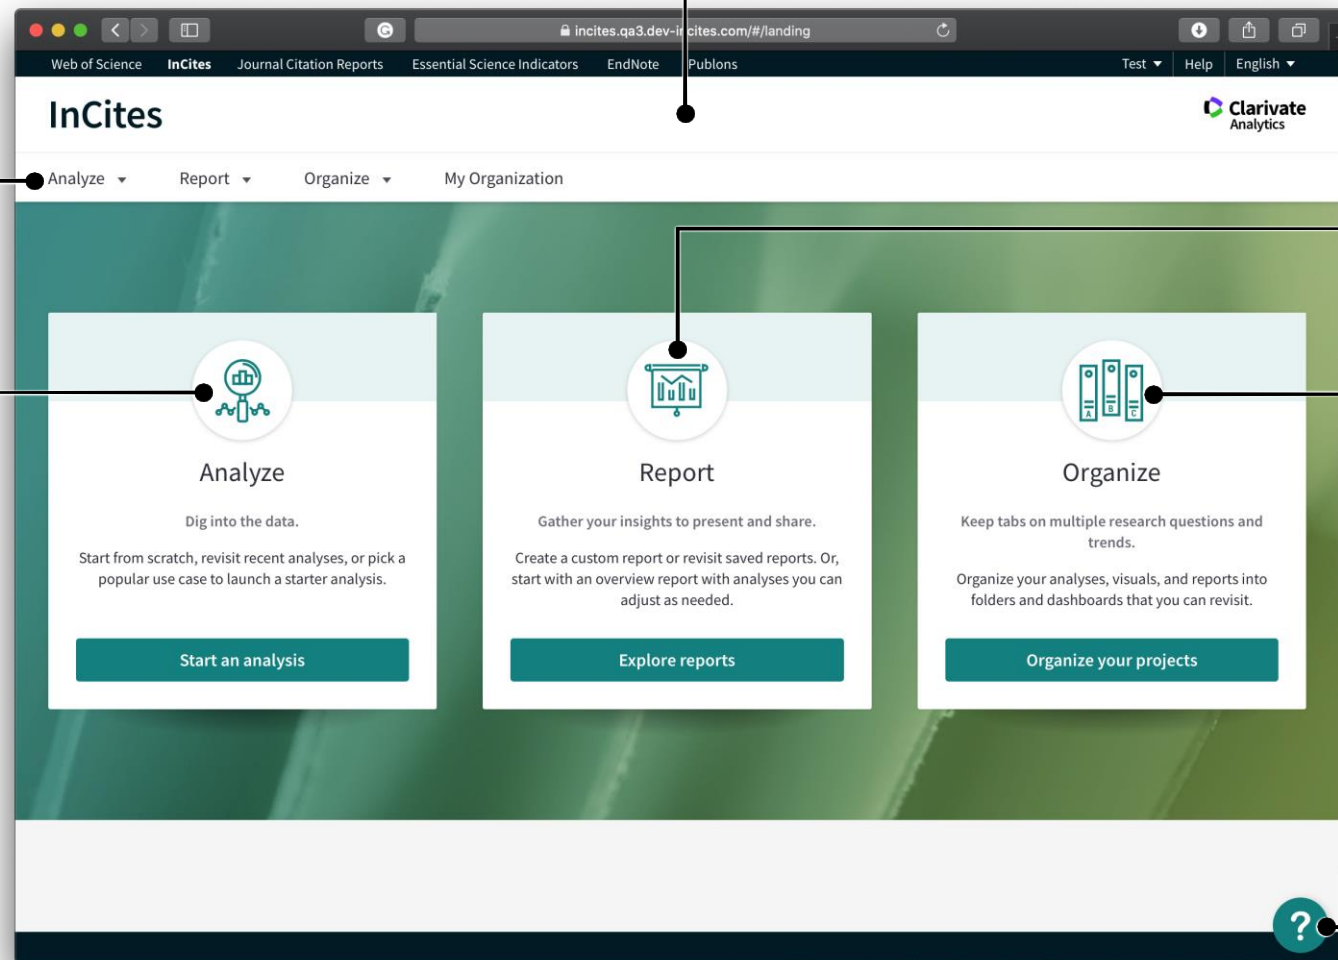 incites.qa3.dev-incites.com/#/landing
Web of Science InCites Journal Citation Reports Essential Science Indicators EndNote Publons Test Help English
InCites
Clarivate
Analytics
Analyze Report Organize My Organization
Analyze
Dig into the data.
Start from scratch, revisit recent analyses, or pick a
popular use case to launch a starter analysis.
Start an analysis
Report
Gather your insights to present and share.
Create a custom report or revisit saved reports. Or,
start with an overview report with analyses you can
adjust as needed.
Explore reports
A B C
Organize
Keep tabs on multiple research questions and
trends.
Organize your analyses, visuals, and reports into
folders and dashboards that you can revisit.
Organize your projects
?